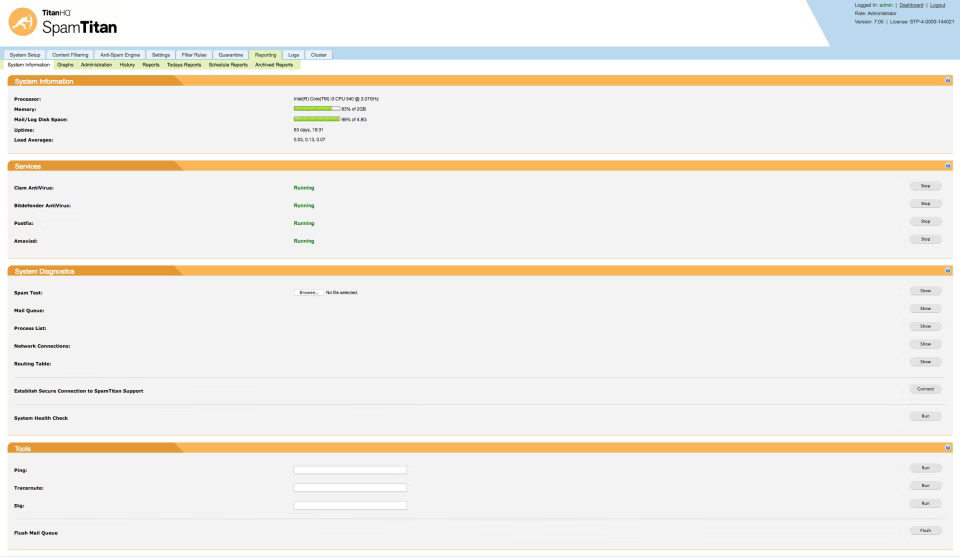 Logged in: admin | Dashboard | Logout
Role: Administrator
Version: 7.00 | License: STP-4-0000-144021
TitanHQ
SpamTitan
System Setup Content Filtering Anti-Spam Engine Settings Filter Rules Quarantine Reporting Logs Cluster
System Information Graphs Administration History Reports Todays Reports Schedule Reports Archived Reports
System Information
Processor: Intel(R) Core(TM) i3 CPU 540 @ 3.07GHz
Memory: 83% of 2GB
Mail/Log Disk Space: 98% of 4.8G
Uptime: 63 days, 18:31
Load Averages: 0.03, 0.13, 0.07
Services
Clam AntiVirus: Running Stop
Bitdefender AntiVirus: Running Stop
Postfix: Running Stop
Amavisd: Running Stop
System Diagnostics
Spam Test: Browse... No file selected. Show
Mail Queue: Show
Process List: Show
Network Connections: Show
Routing Table: Show
Establish Secure Connection to SpamTitan Support Connect
System Health Check Run
Tools
Ping: Run
Traceroute: Run
Dig: Run
Flush Mail Queue Flush